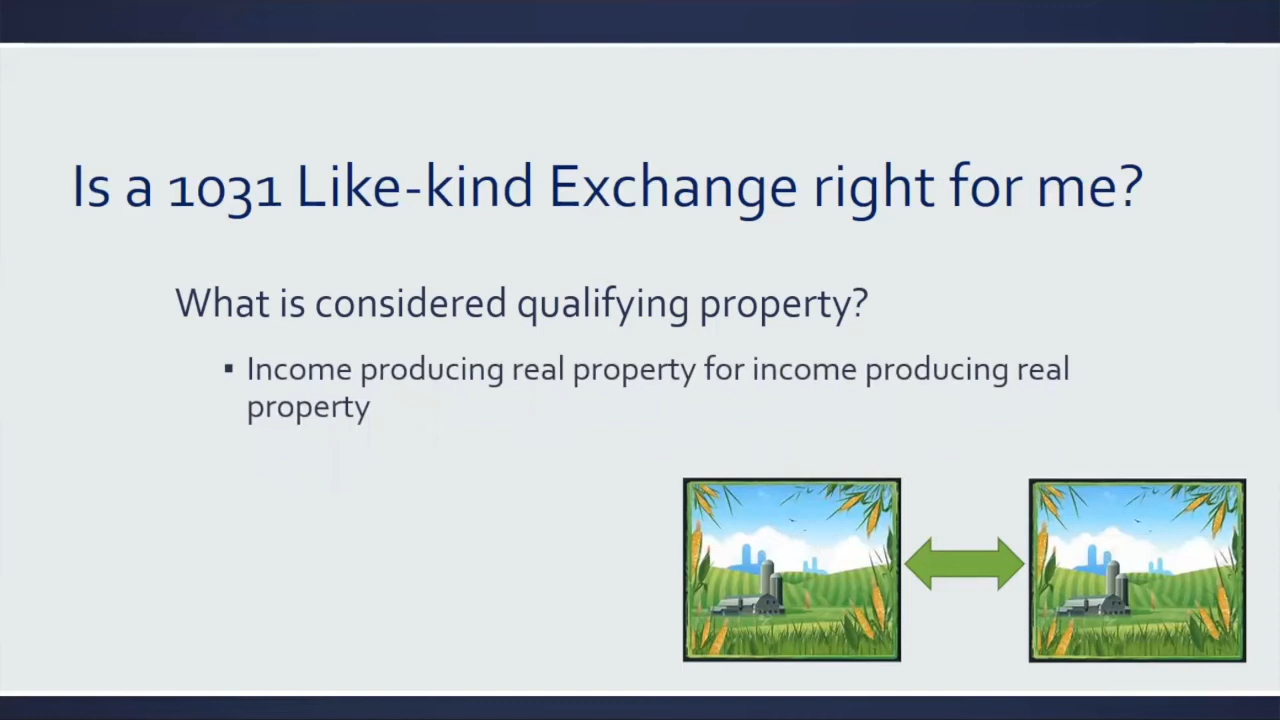 Is a 1031 Like-kind Exchange right for me?
What is considered qualifying property?
▪ Income producing real property for income producing real
property